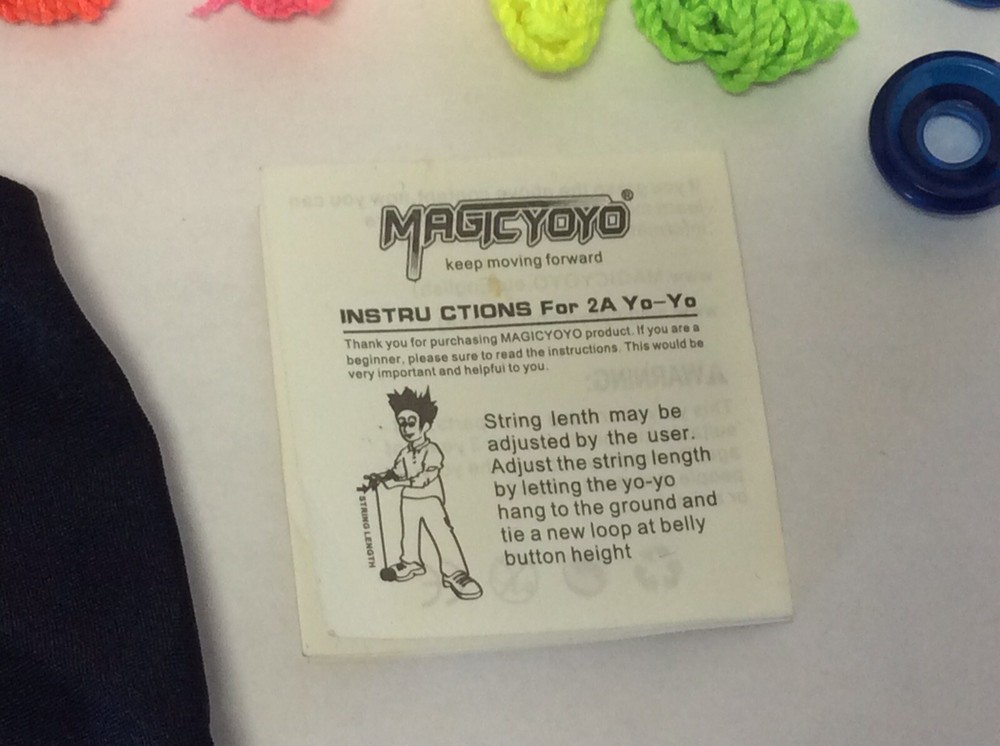 MAGICYOYO®
keep moving forward
INSTRU CTIONS For 2A Yo-Yo
Thank you for purchasing MAGICYOYO product. If you are a
beginner, please sure to read the instructions. This would be
very important and helpful to you.
String lenth may be
adjusted by the user.
Adjust the string length
by letting the yo-yo
hang to the ground and
tie a new loop at belly
button height
STRING LENGTH